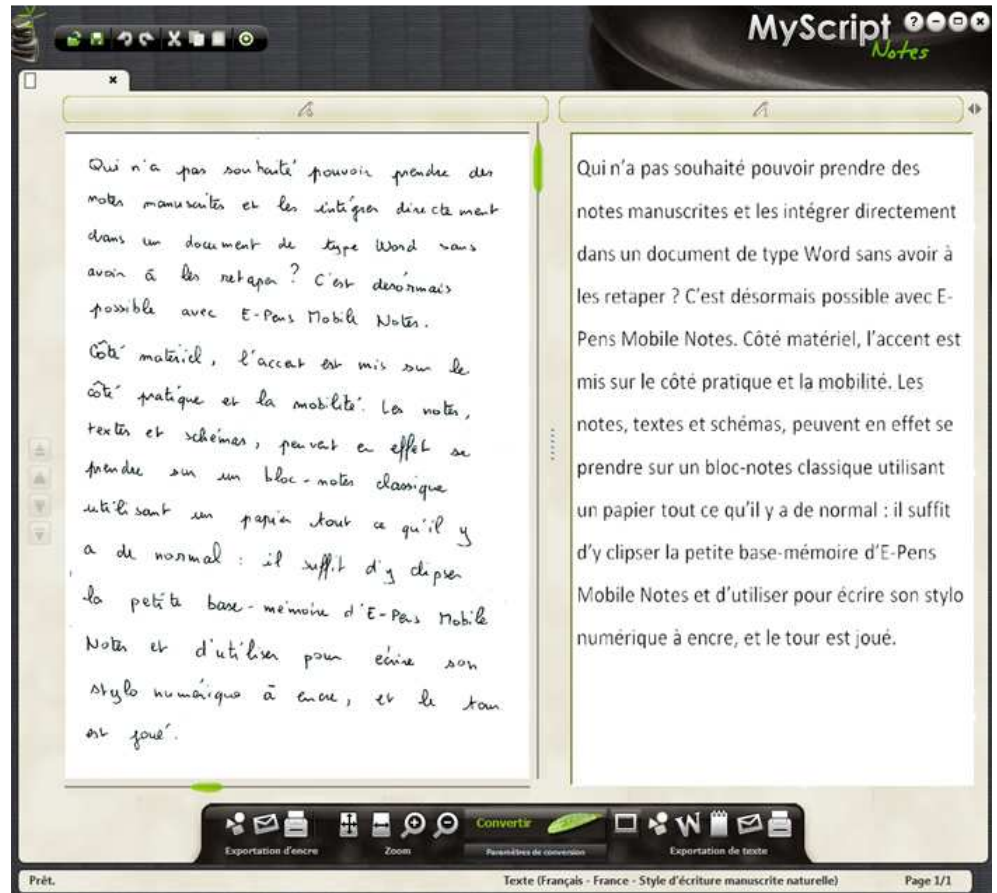 MyScript
Notes
Qui n'a pas souhaité pouvoir prendre des
notes manuscrites et les intégrer directement
dans un document de type Word sans
avoir à les retaper ? C'est désormais
possible avec E-Pens Mobile Notes.
Côté matériel, l'accent est mis sur le
côté pratique et la mobilité. Les notes,
textes et schémas, peuvent en effet se
prendre sur un bloc-notes classique
utilisant un papier tout ce qu'il y
a de normal : il suffit d'y clipser
la petite base-mémoire d'E-Pens Mobile
Notes et d'utiliser pour écrire son
stylo numérique à encre, et le tour
est joué.
Qui n'a pas souhaité pouvoir prendre des
notes manuscrites et les intégrer directement
dans un document de type Word sans avoir à
les retaper ? C'est désormais possible avec E-
Pens Mobile Notes. Côté matériel, l'accent est
mis sur le côté pratique et la mobilité. Les
notes, textes et schémas, peuvent en effet se
prendre sur un bloc-notes classique utilisant
un papier tout ce qu'il y a de normal : il suffit
d'y clipser la petite base-mémoire d'E-Pens
Mobile Notes et d'utiliser pour écrire son stylo
numérique à encre, et le tour est joué.
Convertir
Exportation d'encre Zoom Paramètres de conversion Exportation de texte
Prêt. Texte (Français - France - Style d'écriture manuscrite naturelle) Page 1/1